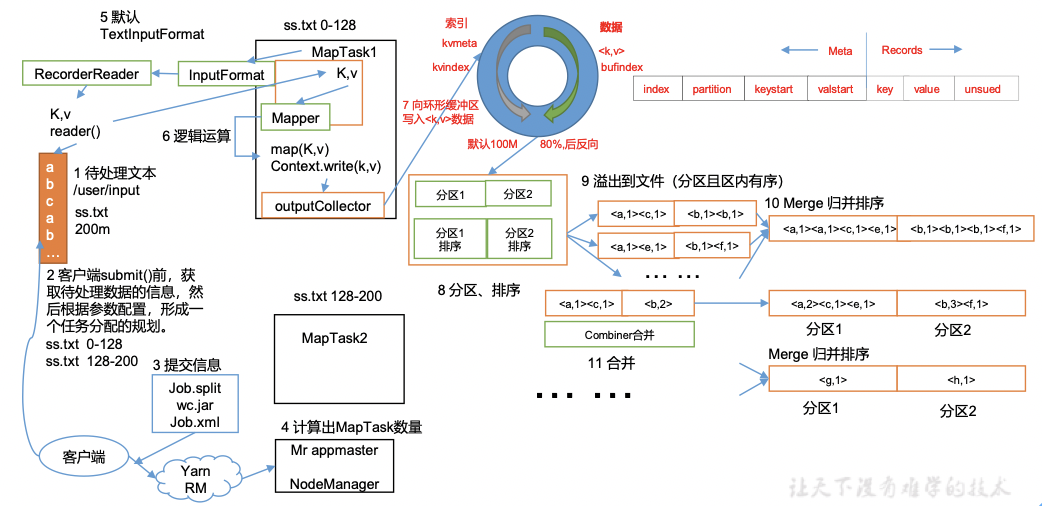 5 默认
TextInputFormat
RecorderReader
InputFormat
K,v
reader()
a
b
c
a
b
...
1 待处理文本
/user/input
ss.txt
200m
2 客户端submit()前，获
取待处理数据的信息，然
后根据参数配置，形成一
个任务分配的规划。
ss.txt 0-128
ss.txt 128-200
3 提交信息
Job.split
wc.jar
Job.xml
客户端
Yarn
RM
4 计算出MapTask数量
Mr appmaster
NodeManager
ss.txt 0-128
MapTask1
K,v
Mapper
6 逻辑运算
map(K,v)
Context.write(k,v)
outputCollector
ss.txt 128-200
MapTask2
索引
kvmeta
kvindex
数据
<k,v>
bufindex
7 向环形缓冲区
写入<k,v>数据
默认100M
80%,后反向
Meta
Records
index
partition
keystart
valstart
key
value
unsued
分区1
分区2
分区1
排序
分区2
排序
8 分区、排序
9 溢出到文件（分区且区内有序）
<a,1><c,1>
<b,1><b,1>
<a,1><e,1>
<b,1><f,1>
... ...
10 Merge 归并排序
<a,1><a,1><c,1><e,1>
<b,1><b,1><b,1><f,1>
<a,1><c,1>
<b,2>
Combiner合并
11 合并
<a,2><c,1><e,1>
<b,3><f,1>
分区1
分区2
Merge 归并排序
... ...
<g,1>
<h,1>
分区1
分区2
让天下没有难学的技术